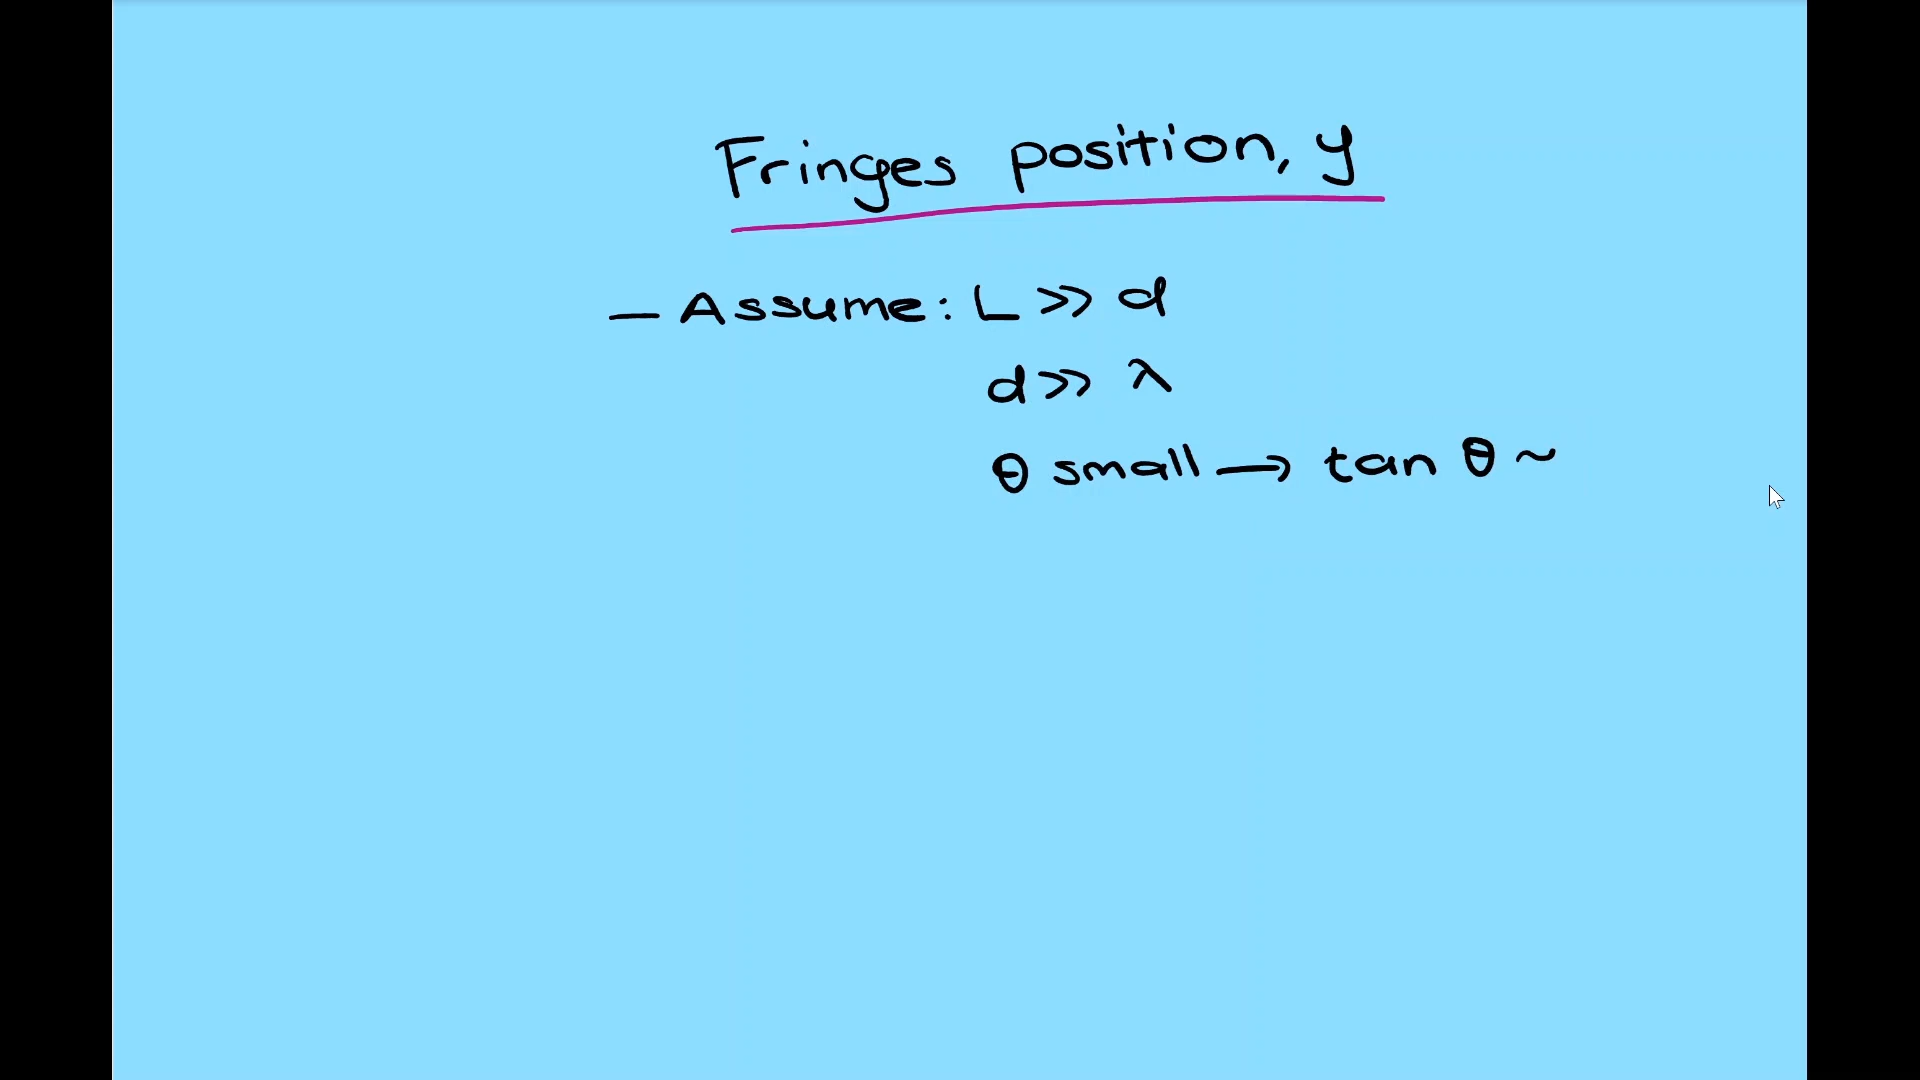 Fringes position, y
— Assume: L >> d
d >> λ
θ small → tan θ ~